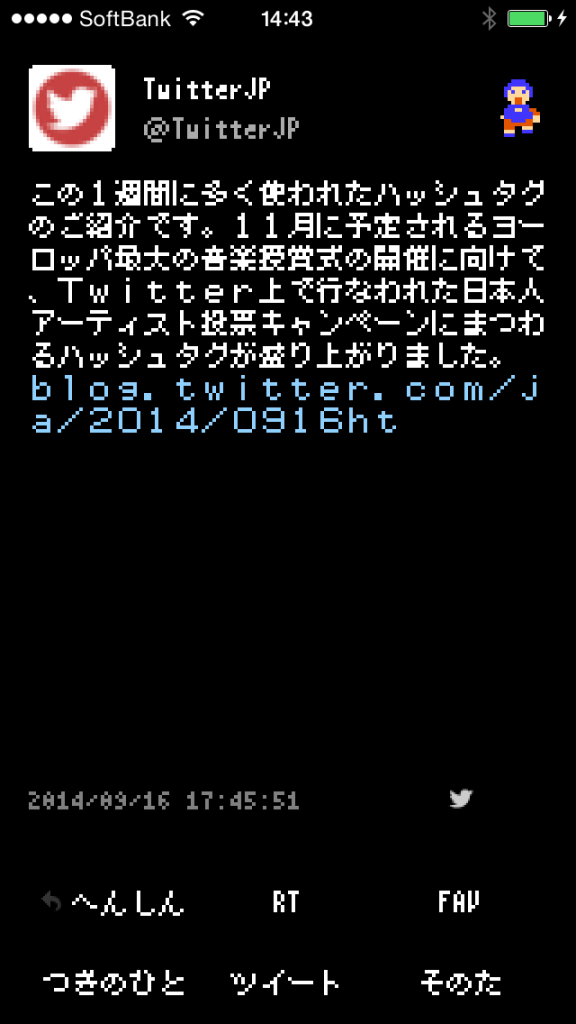 SoftBank 14:43
TwitterJP
@TwitterJP
この１週間に多く使われたハッシュタグ
のご紹介です。１１月に予定されるヨー
ロッパ最大の音楽授賞式の開催に向けて
、Ｔｗｉｔｔｅｒ上で行なわれた日本人
アーティスト投票キャンペーンにまつわ
るハッシュタグが盛り上がりました。
blog.twitter.com/j
a/2014/0916ht
2014/09/16 17:45:51
へんしん RT FAV
つぎのひと ツイート そのた